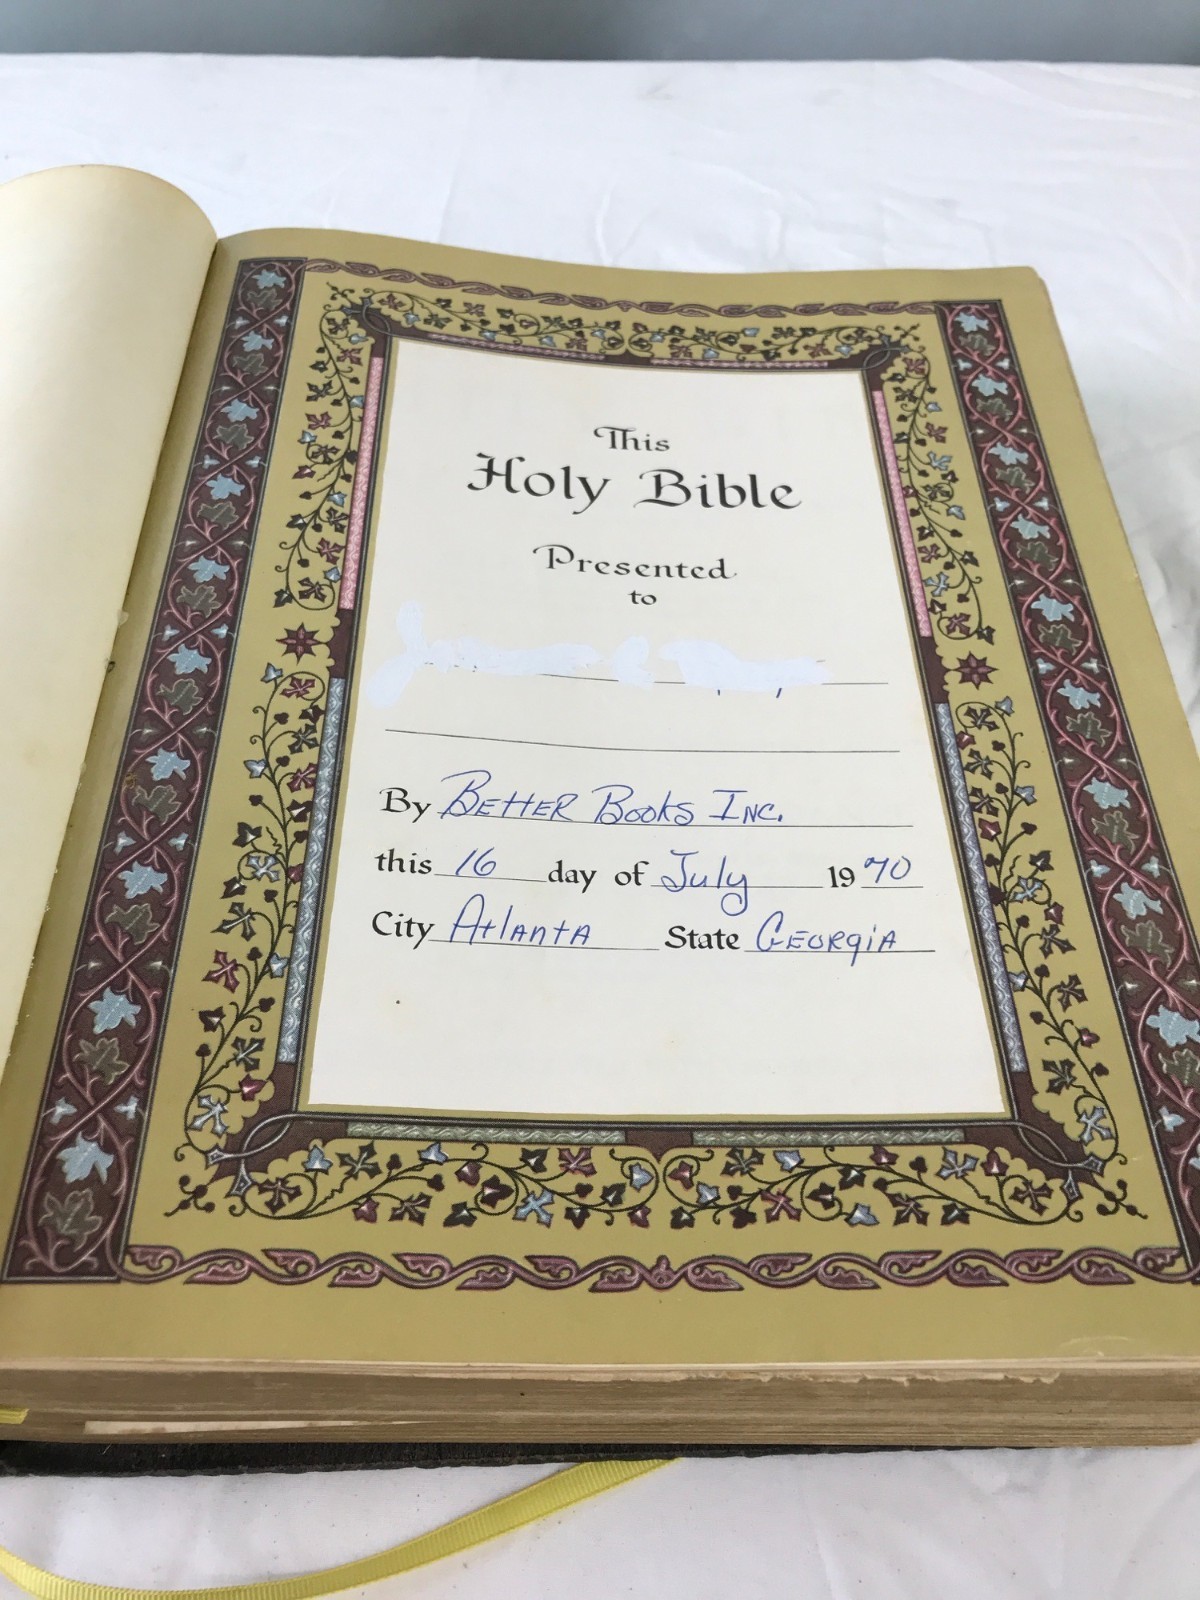 This
Holy Bible
Presented
to
By Better Books Inc.
this 16 day of July 1970
City Atlanta State Georgia